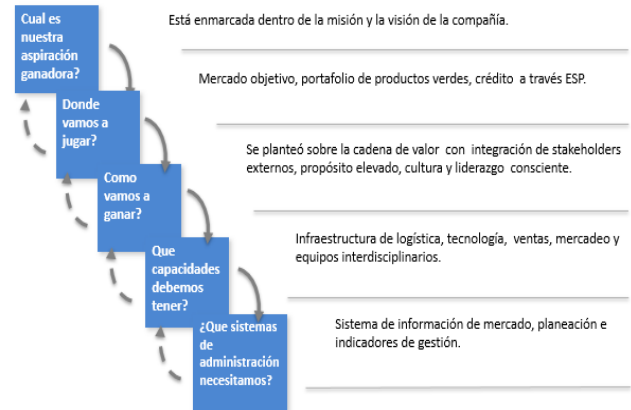 Cual es
nuestra
aspiración
ganadora?
Está enmarcada dentro de la misión y la visión de la compañía.
Donde
vamos a
jugar?
Mercado objetivo, portafolio de productos verdes, crédito a través ESP.
Como
vamos a
ganar?
Se planteó sobre la cadena de valor con integración de stakeholders
externos, propósito elevado, cultura y liderazgo consciente.
Que
capacidades
debemos
tener?
Infraestructura de logística, tecnología, ventas, mercadeo y
equipos interdisciplinarios.
¿Que sistemas
de
administración
necesitamos?
Sistema de información de mercado, planeación e
indicadores de gestión.